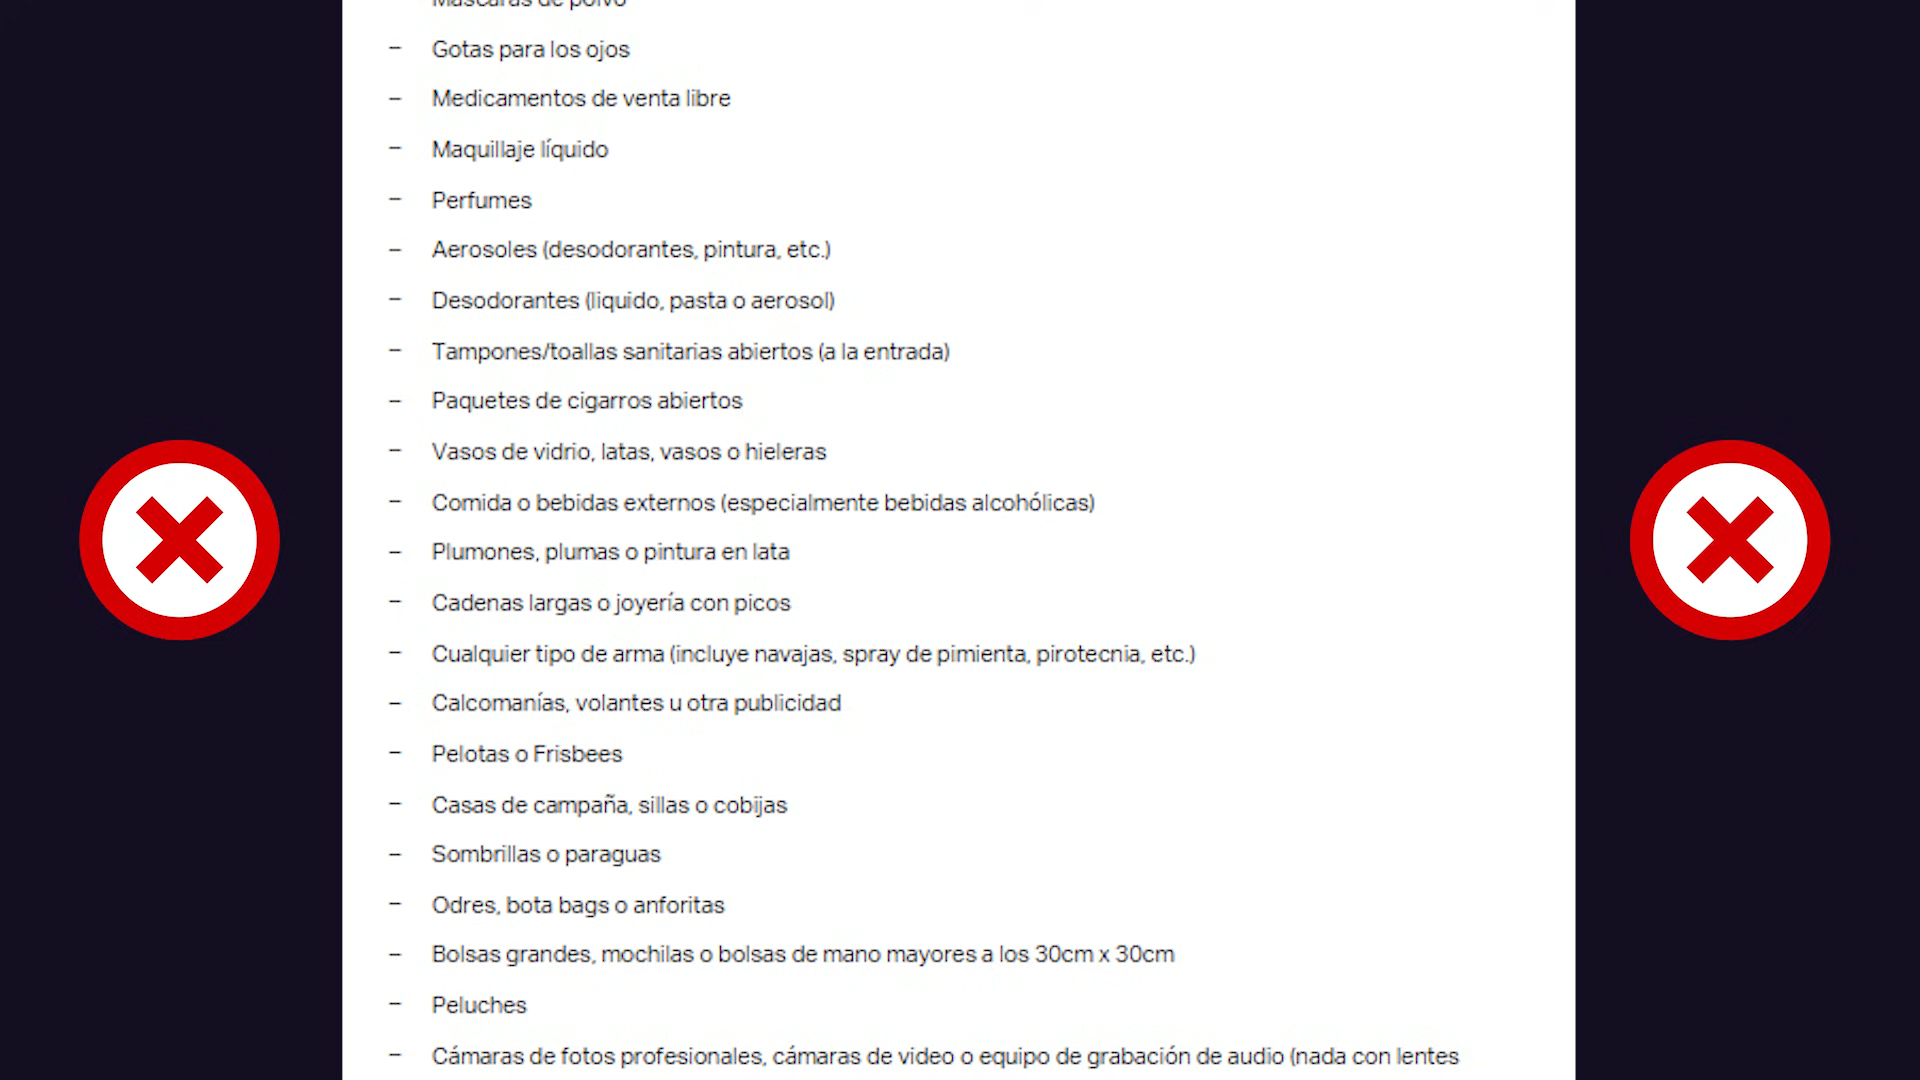 Máscaras de polvo
- Gotas para los ojos
- Medicamentos de venta libre
- Maquillaje líquido
- Perfumes
- Aerosoles (desodorantes, pintura, etc.)
- Desodorantes (liquido, pasta o aerosol)
- Tampones/toallas sanitarias abiertos (a la entrada)
- Paquetes de cigarros abiertos
- Vasos de vidrio, latas, vasos o hieleras
- Comida o bebidas externos (especialmente bebidas alcohólicas)
- Plumones, plumas o pintura en lata
- Cadenas largas o joyería con picos
- Cualquier tipo de arma (incluye navajas, spray de pimienta, pirotecnia, etc.)
- Calcomanías, volantes u otra publicidad
- Pelotas o Frisbees
- Casas de campaña, sillas o cobijas
- Sombrillas o paraguas
- Odres, bota bags o anforitas
- Bolsas grandes, mochilas o bolsas de mano mayores a los 30cm x 30cm
- Peluches
- Cámaras de fotos profesionales, cámaras de video o equipo de grabación de audio (nada con lentes